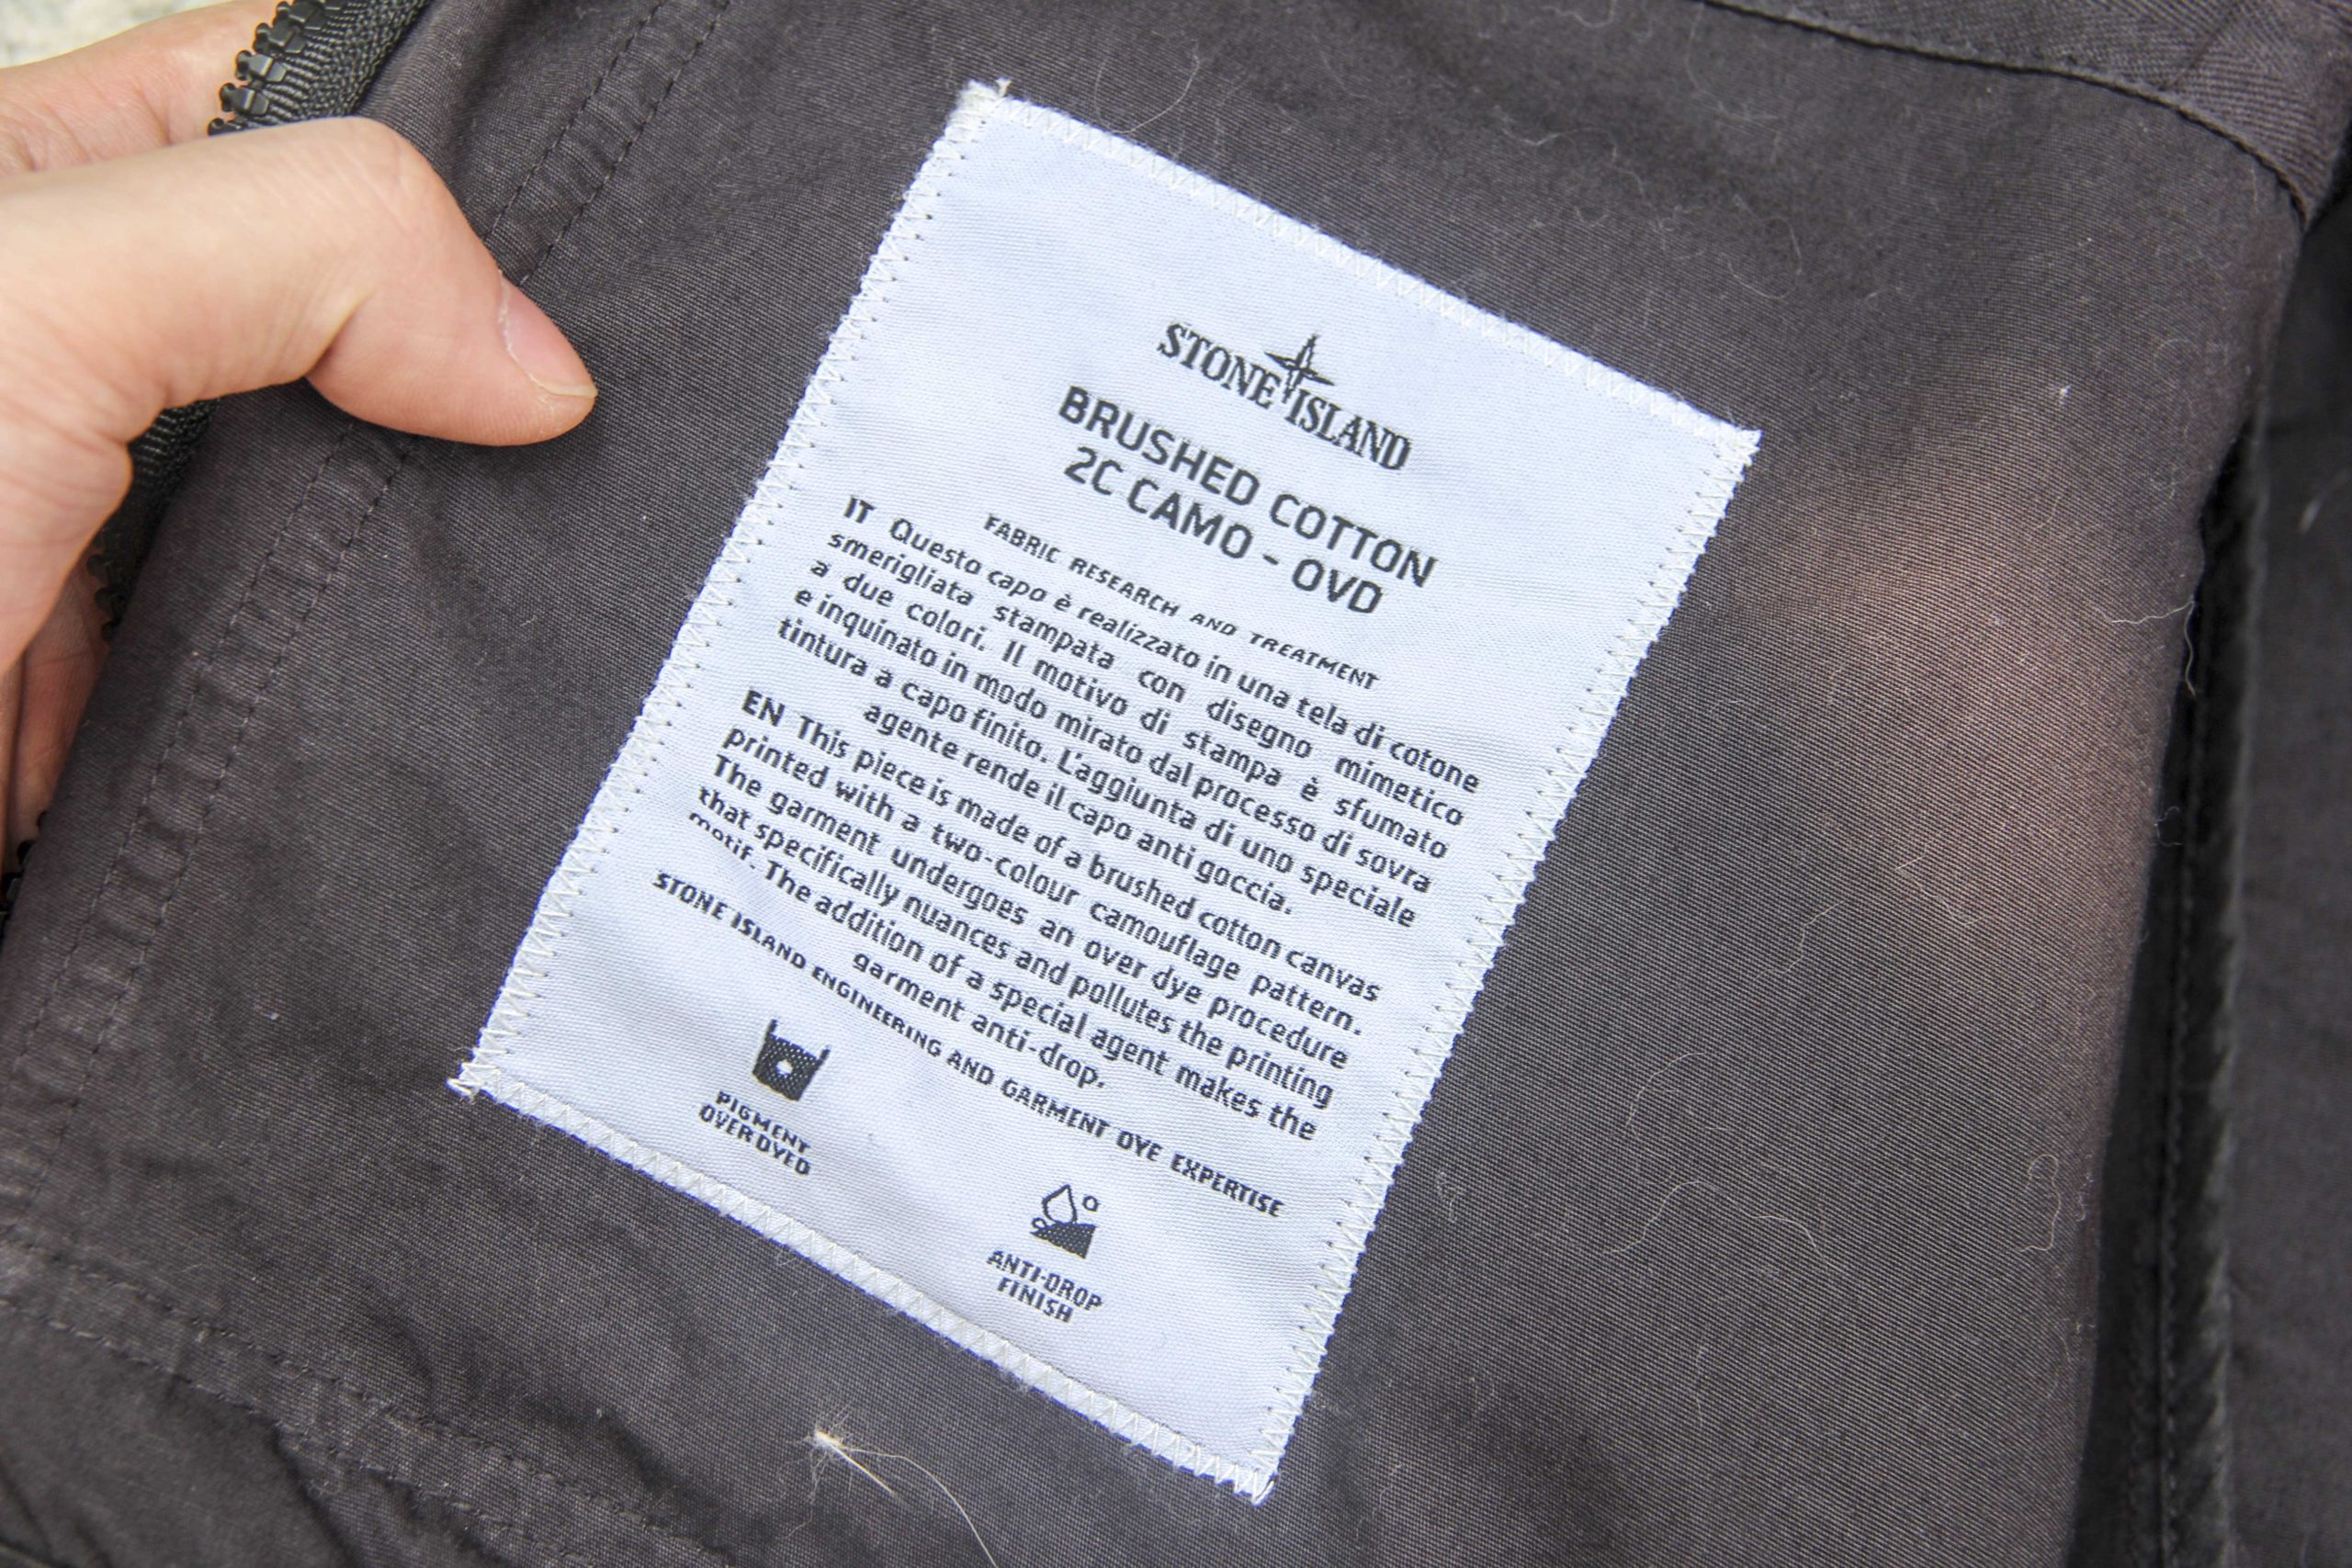 STONE ISLAND
BRUSHED COTTON
2C CAMO - OVD
FABRIC RESEARCH AND TREATMENT
IT Questo capo è realizzato in una tela di cotone
smerigliata stampata con disegno mimetico
a due colori. Il motivo di stampa è sfumato
e inquinato in modo mirato dal processo di sovra
tintura a capo finito. L'aggiunta di uno speciale
agente rende il capo anti goccia.
EN This piece is made of a brushed cotton canvas
printed with a two-colour camouflage pattern.
The garment undergoes an over dye procedure
that specifically nuances and pollutes the printing
motif. The addition of a special agent makes the
garment anti-drop.
STONE ISLAND ENGINEERING AND GARMENT DYE EXPERTISE
PIGMENT
OVER DYED
ANTI-DROP
FINISH